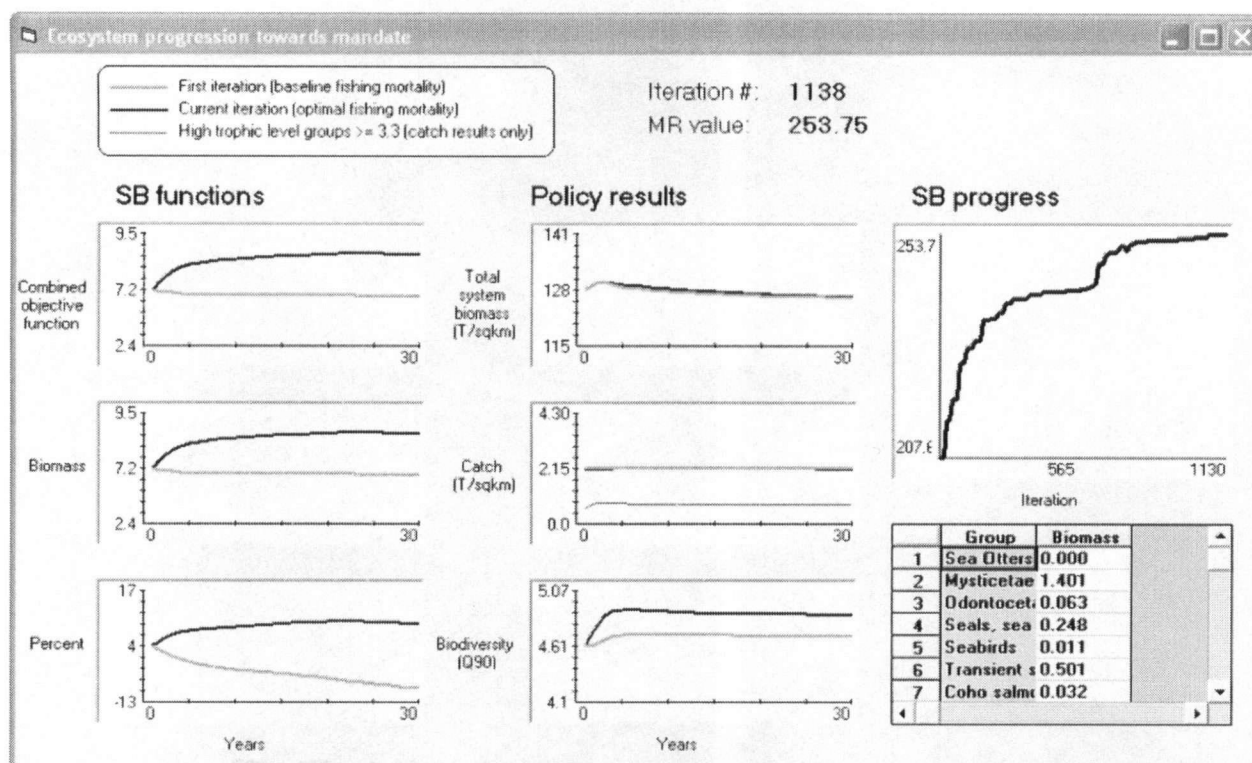 Ecosystem progression towards mandate
First iteration (baseline fishing mortality)
Current iteration (optimal fishing mortality)
High trophic level groups >= 3.3 (catch results only)
Iteration #: 1138
MR value: 253.75
SB functions
Combined
objective
function
9.5
7.2
2.4
0
30
Biomass
9.5
7.2
2.4
0
30
Percent
17
4
-13
0
30
Years
Policy results
Total
system
biomass
(T/sqkm)
141
128
115
0
30
Catch
(T/sqkm)
4.30
2.15
0.0
0
30
Biodiversity
(Q90)
5.07
4.61
4.1
0
30
Years
SB progress
253.7
207.6
565
1130
Iteration
Group Biomass
1 Sea Otters 0.000
2 Mysticetae 1.401
3 Odontoceta 0.063
4 Seals, sea 0.248
5 Seabirds 0.011
6 Transient s 0.501
7 Coho salmo 0.032